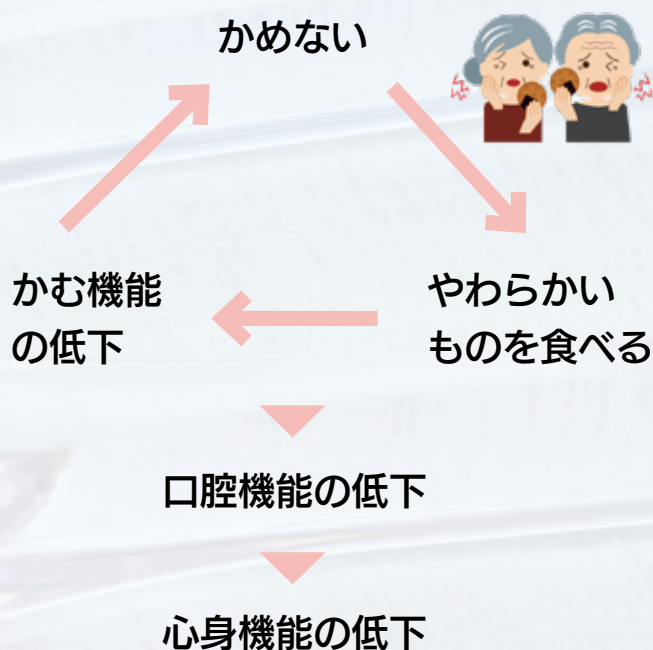 かめない
やわらかい
ものを食べる
かむ機能
の低下
口腔機能の低下
心身機能の低下